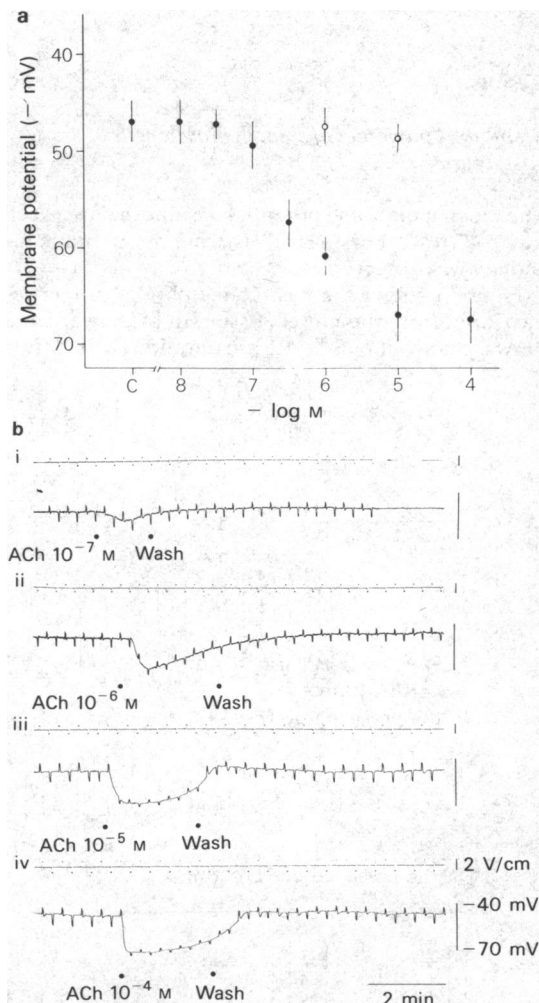 a
40
50
60
70
Membrane potential (− mV)
C 8 7 6 5 4
− log M
b
i
ACh 10⁻⁷ M Wash
ii
ACh 10⁻⁶ M Wash
iii
ACh 10⁻⁵ M Wash
iv
2 V/cm
−40 mV
−70 mV
ACh 10⁻⁴ M Wash
2 min